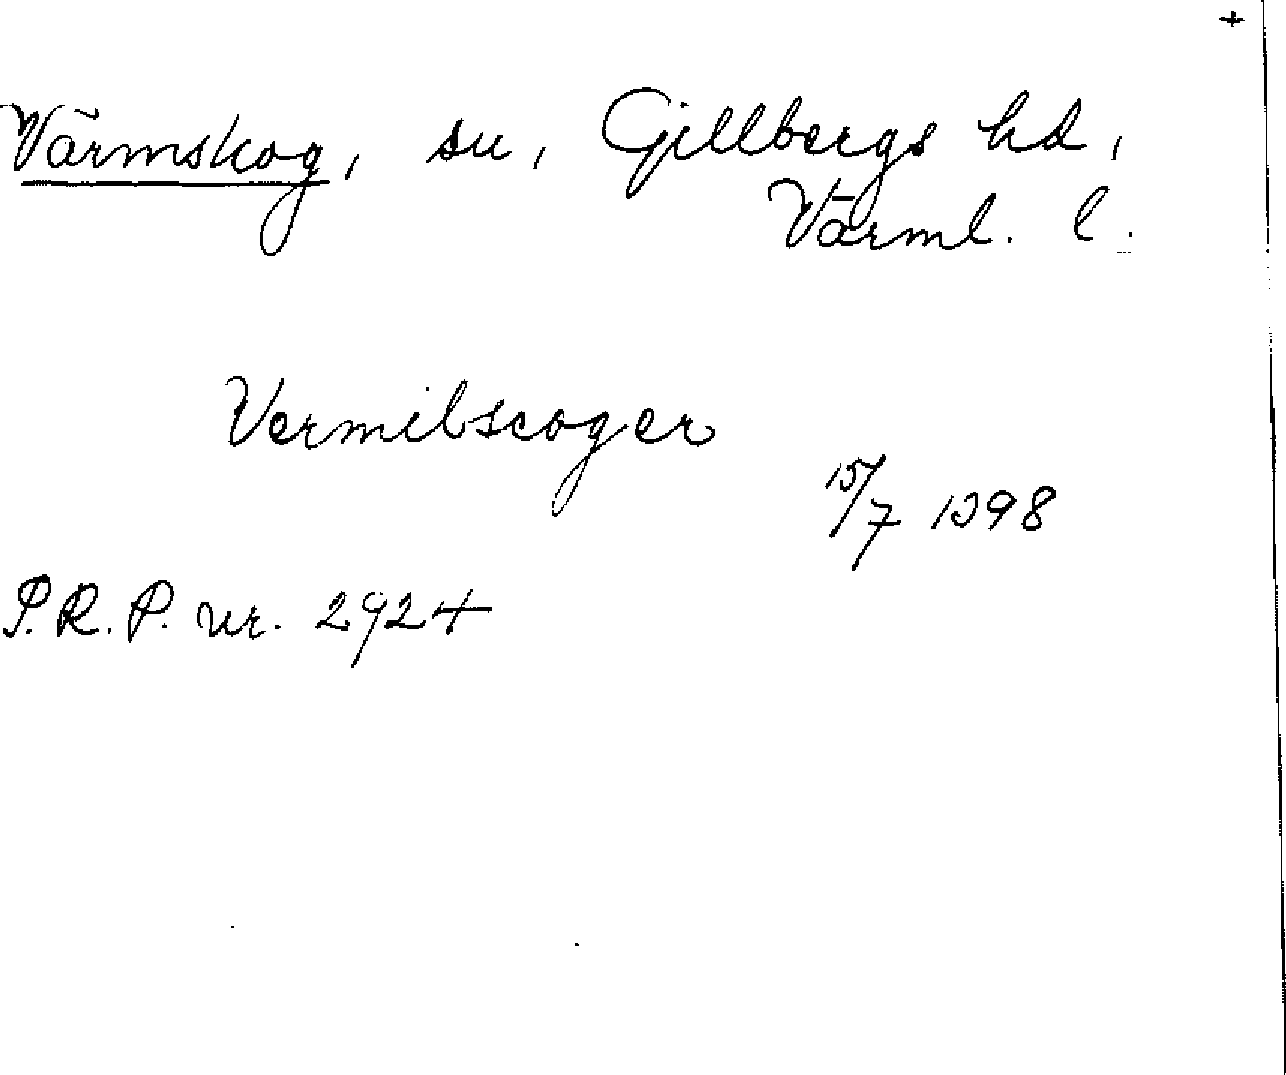 +
Värmskog, sn, Gillbergs hd,
Värml. l.
Vermilscoger
15/7 1398
S.R.P. nr. 2924